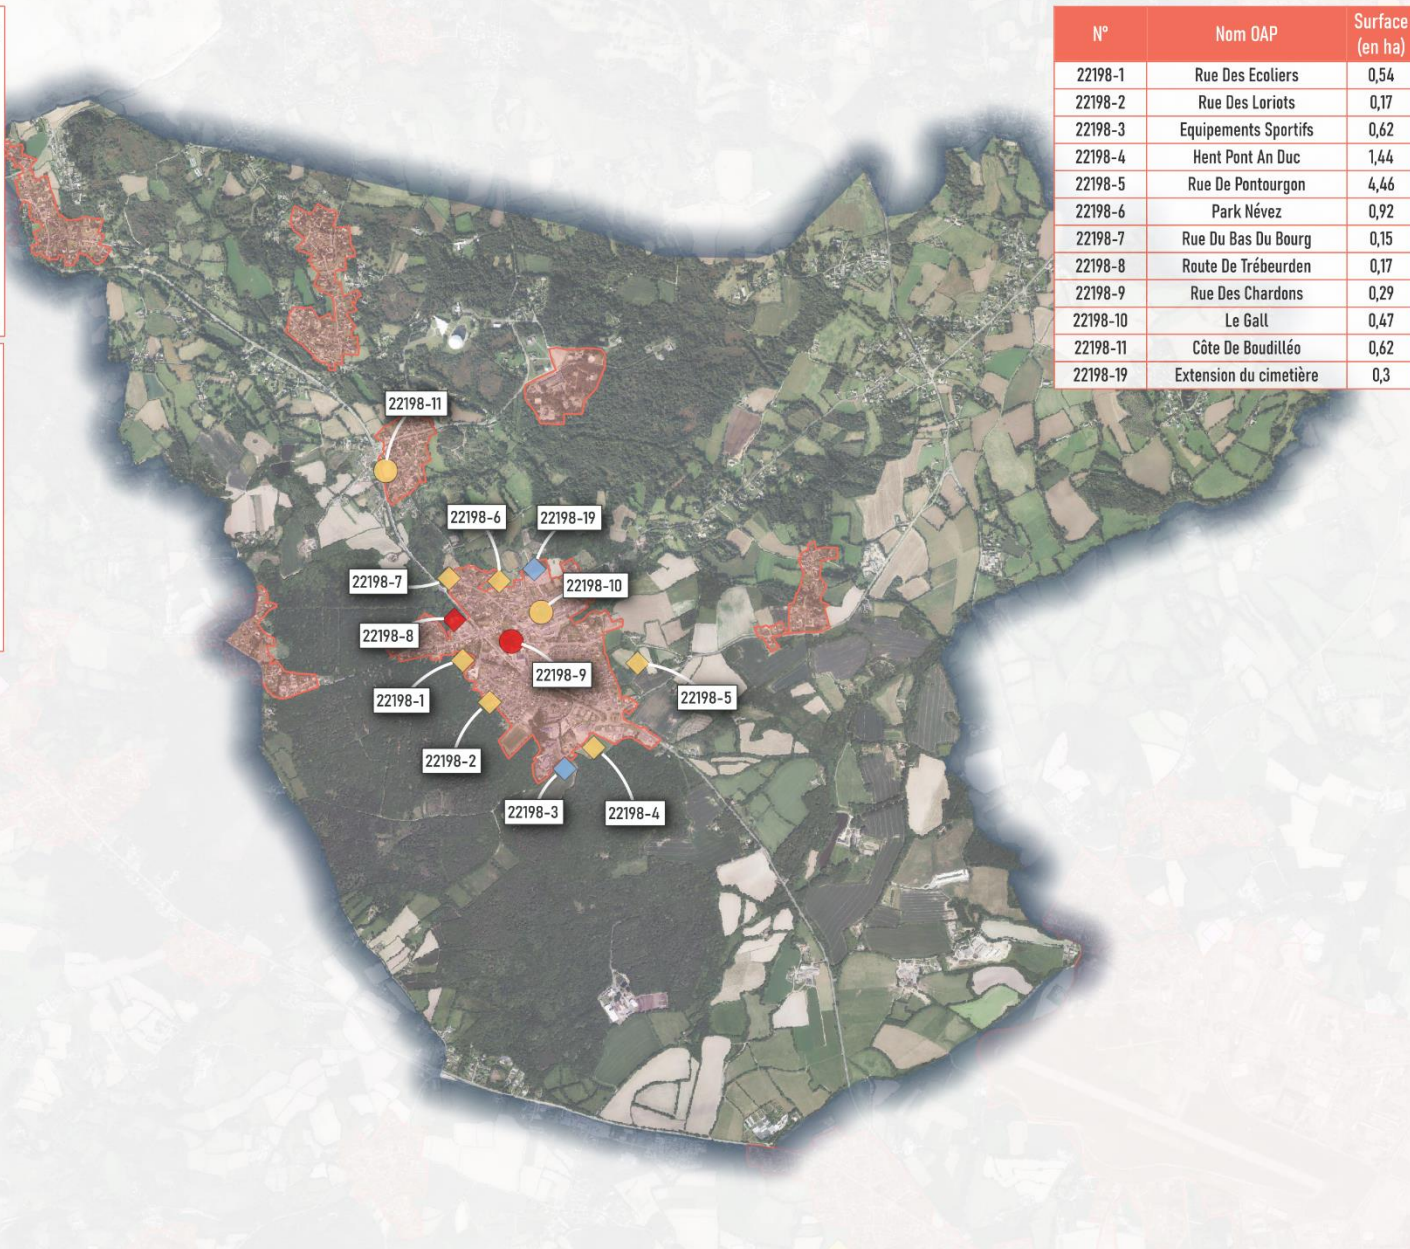 N° Nom OAP Surface (en ha)
22198-1 Rue Des Ecoliers 0,54
22198-2 Rue Des Loriots 0,17
22198-3 Equipements Sportifs 0,62
22198-4 Hent Pont An Duc 1,44
22198-5 Rue De Pontourgon 4,46
22198-6 Park Névez 0,92
22198-7 Rue Du Bas Du Bourg 0,15
22198-8 Route De Trébeurden 0,17
22198-9 Rue Des Chardons 0,29
22198-10 Le Gall 0,47
22198-11 Côte De Boudilléo 0,62
22198-19 Extension du cimetière 0,3
22198-11
22198-6
22198-19
22198-7
22198-10
22198-8
22198-9
22198-1
22198-5
22198-2
22198-3
22198-4